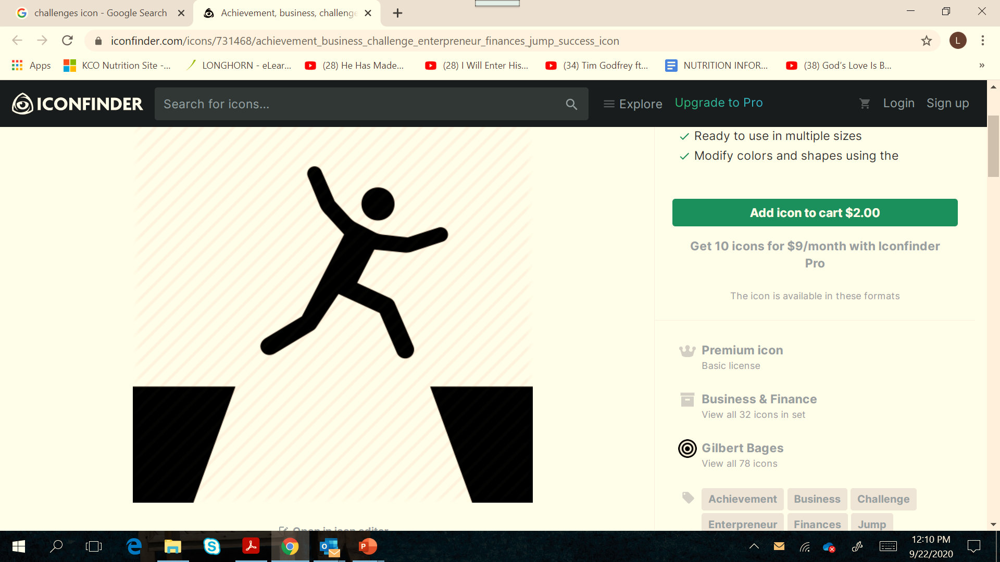 challenges icon - Google Search
Achievement, business, challenge
iconfinder.com/icons/731468/achievement_business_challenge_enterpreneur_finances_jump_success_icon
L
Apps
KCO Nutrition Site -...
LONGHORN - eLear...
(28) He Has Made...
(28) I Will Enter His...
(34) Tim Godfrey ft...
NUTRITION INFOR...
(38) God's Love Is B...
»
ICONFINDER
Search for icons...
Explore
Upgrade to Pro
Login
Sign up
Ready to use in multiple sizes
Modify colors and shapes using the
Add icon to cart $2.00
Get 10 icons for $9/month with Iconfinder
Pro
The icon is available in these formats
Premium icon
Basic license
Business & Finance
View all 32 icons in set
Gilbert Bages
View all 78 icons
Achievement
Business
Challenge
Enterpreneur
Finances
Jump
Open in icon editor
12:10 PM
9/22/2020